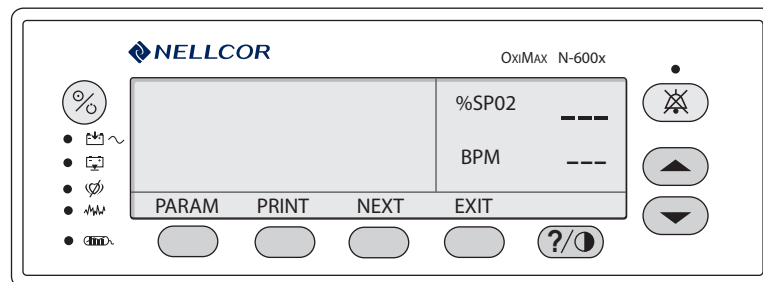 NELLCOR
OXIMAX N-600x
%SP02 ---
BPM ---
PARAM PRINT NEXT EXIT
?/